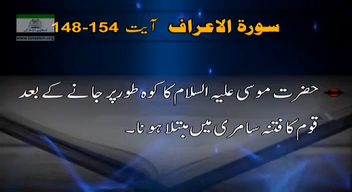 سورۃ الاعراف آیت 154-148
حضرت موسی علیہ السلام کا کوہ طور پر جانے کے بعد
قوم کا فتنہ سامری میں مبتلا ہونا۔